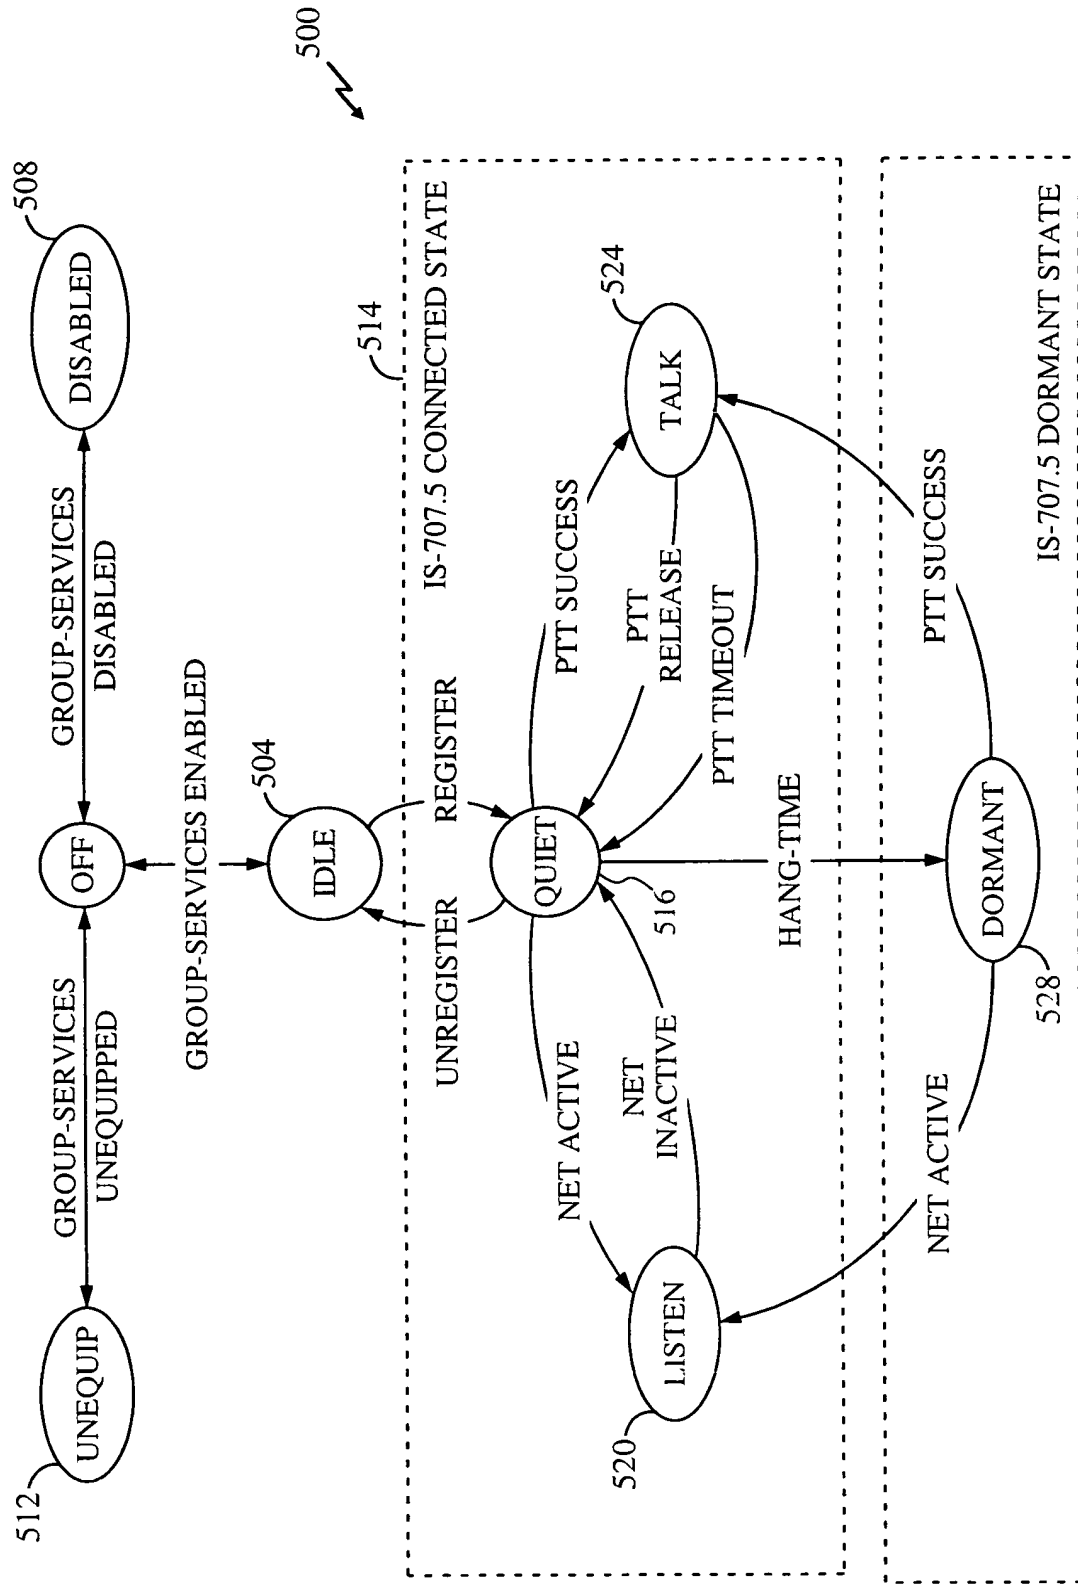 500
508
DISABLED
GROUP-SERVICES
DISABLED
OFF
GROUP-SERVICES
UNEQUIPPED
UNEQUIP
512
GROUP-SERVICES ENABLED
504
IDLE
REGISTER
UNREGISTER
514
IS-707.5 CONNECTED STATE
QUIET
516
PTT SUCCESS
PTT
RELEASE
PTT TIMEOUT
TALK
524
NET ACTIVE
NET
INACTIVE
LISTEN
520
HANG-TIME
IS-707.5 DORMANT STATE
PTT SUCCESS
DORMANT
528
NET ACTIVE